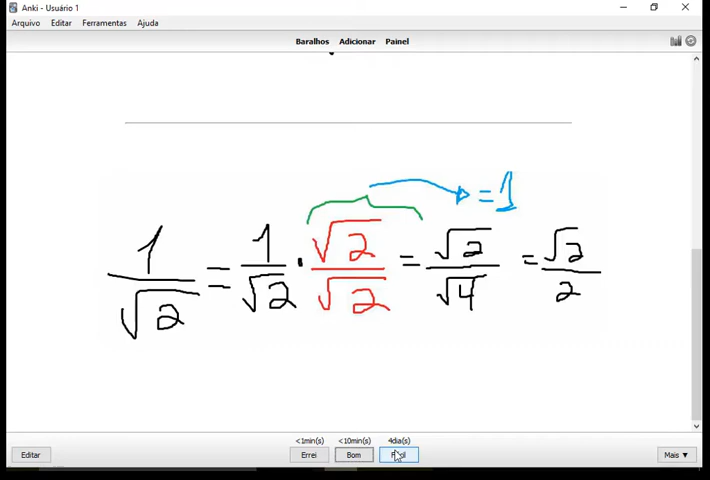 Anki - Usuário 1
Arquivo Editar Ferramentas Ajuda
Baralhos Adicionar Painel
= 1
1/√2 = 1/√2 · √2/√2 = √2/√4 = √2/2
<1min(s) <10min(s) 4dia(s)
Editar Errei Bom Mais ▼